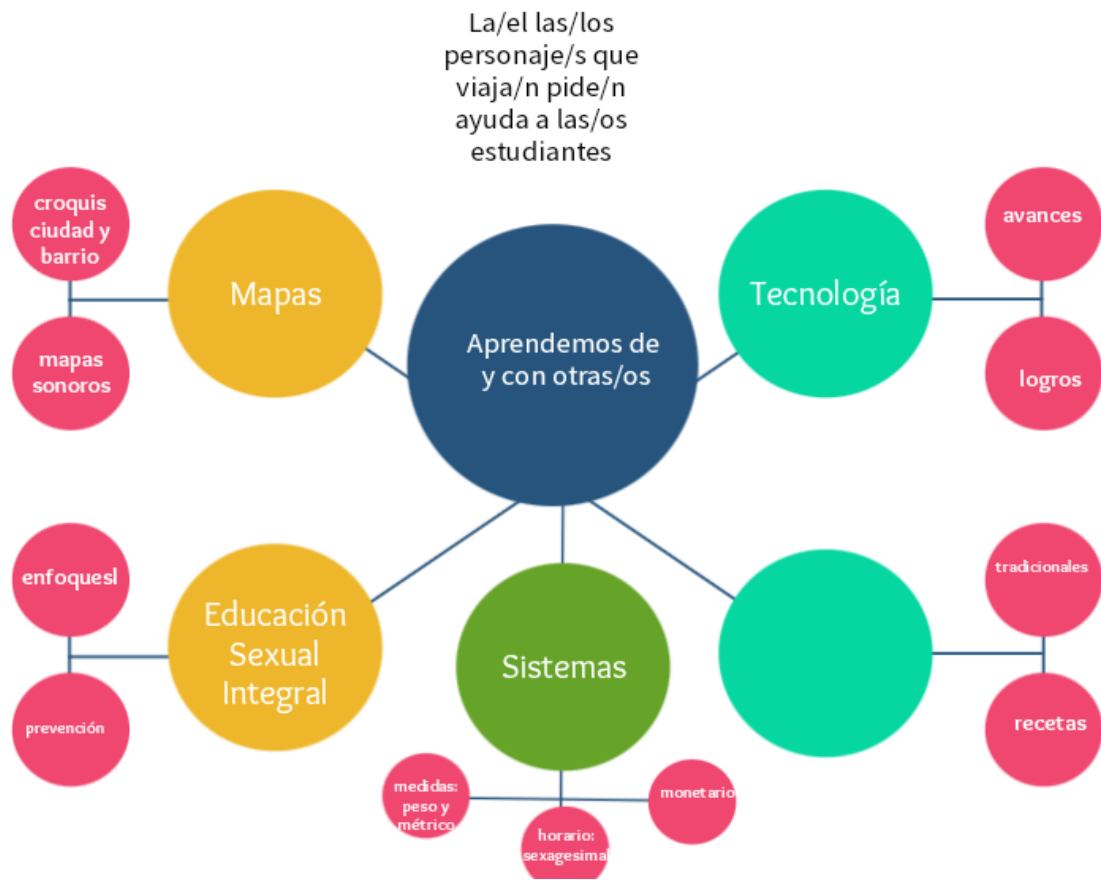 La/el las/los
personaje/s que
viaja/n pide/n
ayuda a las/os
estudiantes
croquis
ciudad y
barrio
mapas
sonoros
Mapas
Aprendemos de
y con otras/os
Tecnología
avances
logros
enfoquesl
prevención
Educación
Sexual
Integral
Sistemas
medidas:
peso y
métrico
horario:
sexagesimal
monetario
tradicionales
recetas